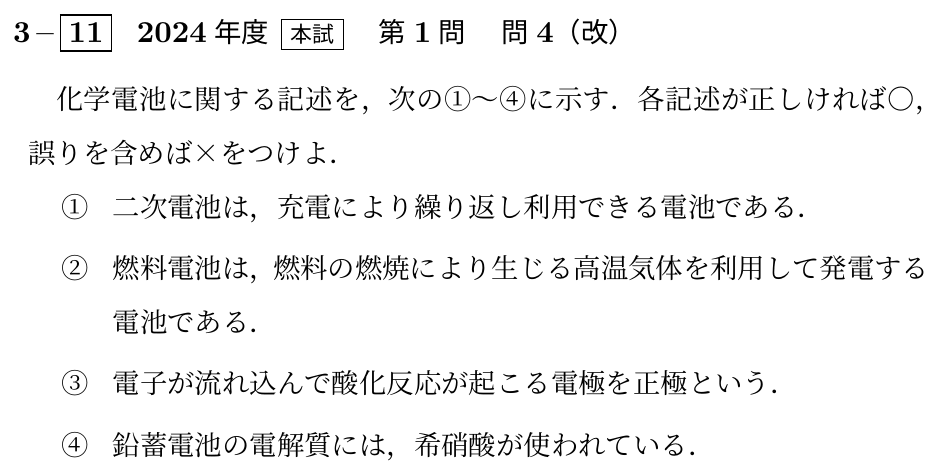 3−11 2024 年度 本試 第 1 問 問 4（改）
化学電池に関する記述を，次の①〜④に示す．各記述が正しければ○，
誤りを含めば×をつけよ．
① 二次電池は，充電により繰り返し利用できる電池である．
② 燃料電池は，燃料の燃焼により生じる高温気体を利用して発電する
電池である．
③ 電子が流れ込んで酸化反応が起こる電極を正極という．
④ 鉛蓄電池の電解質には，希硝酸が使われている．